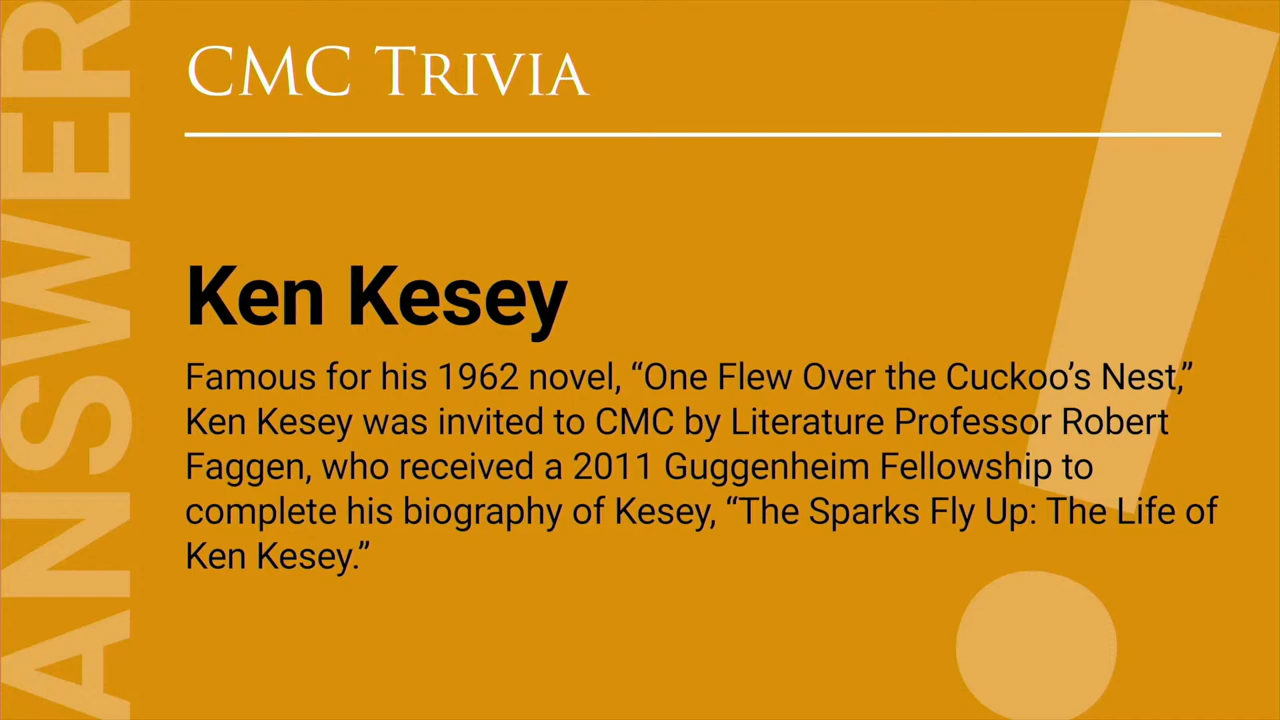 ANSWER
CMC TRIVIA
Ken Kesey
Famous for his 1962 novel, “One Flew Over the Cuckoo’s Nest,”
Ken Kesey was invited to CMC by Literature Professor Robert
Faggen, who received a 2011 Guggenheim Fellowship to
complete his biography of Kesey, “The Sparks Fly Up: The Life of
Ken Kesey.”
!